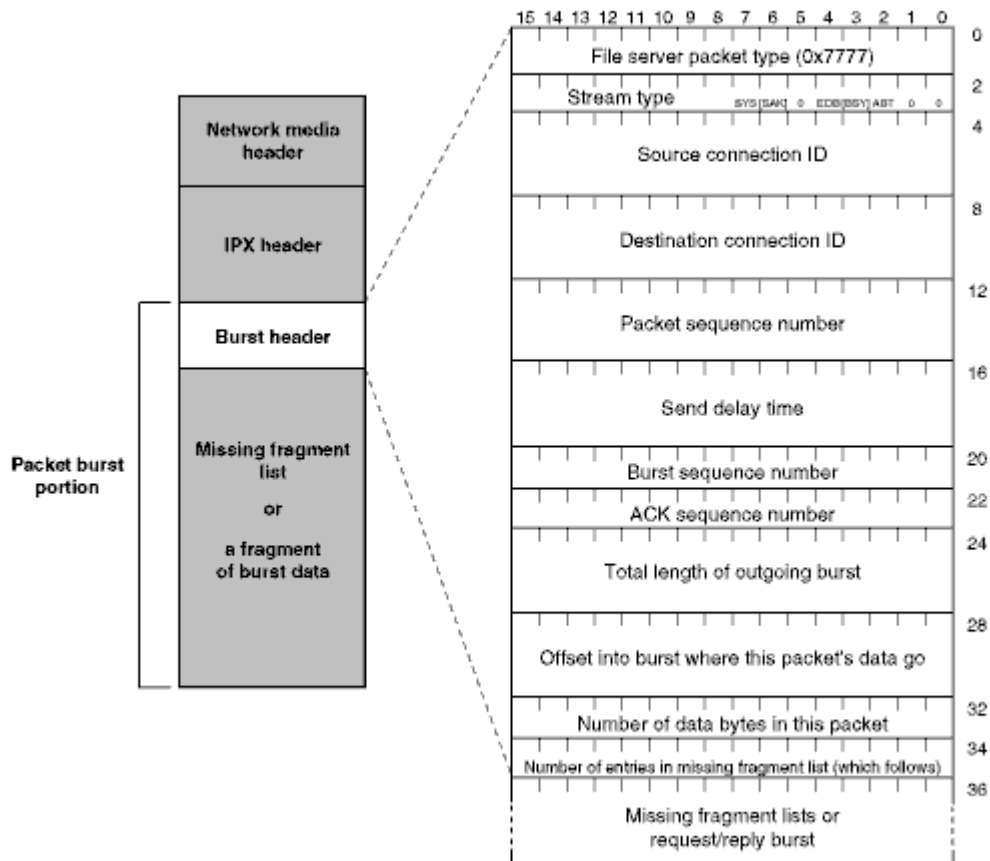 15 14 13 12 11 10 9 8 7 6 5 4 3 2 1 0
0
File server packet type (0x7777)
2
Stream type SYS[SAK] 0 EOB[BSY] ABT 0 0
4
Source connection ID
8
Destination connection ID
12
Packet sequence number
16
Send delay time
20
Burst sequence number
22
ACK sequence number
24
Total length of outgoing burst
28
Offset into burst where this packet's data go
32
Number of data bytes in this packet
34
Number of entries in missing fragment list (which follows)
36
Missing fragment lists or
request/reply burst
Network media
header
IPX header
Burst header
Packet burst
portion
Missing fragment
list
or
a fragment
of burst data